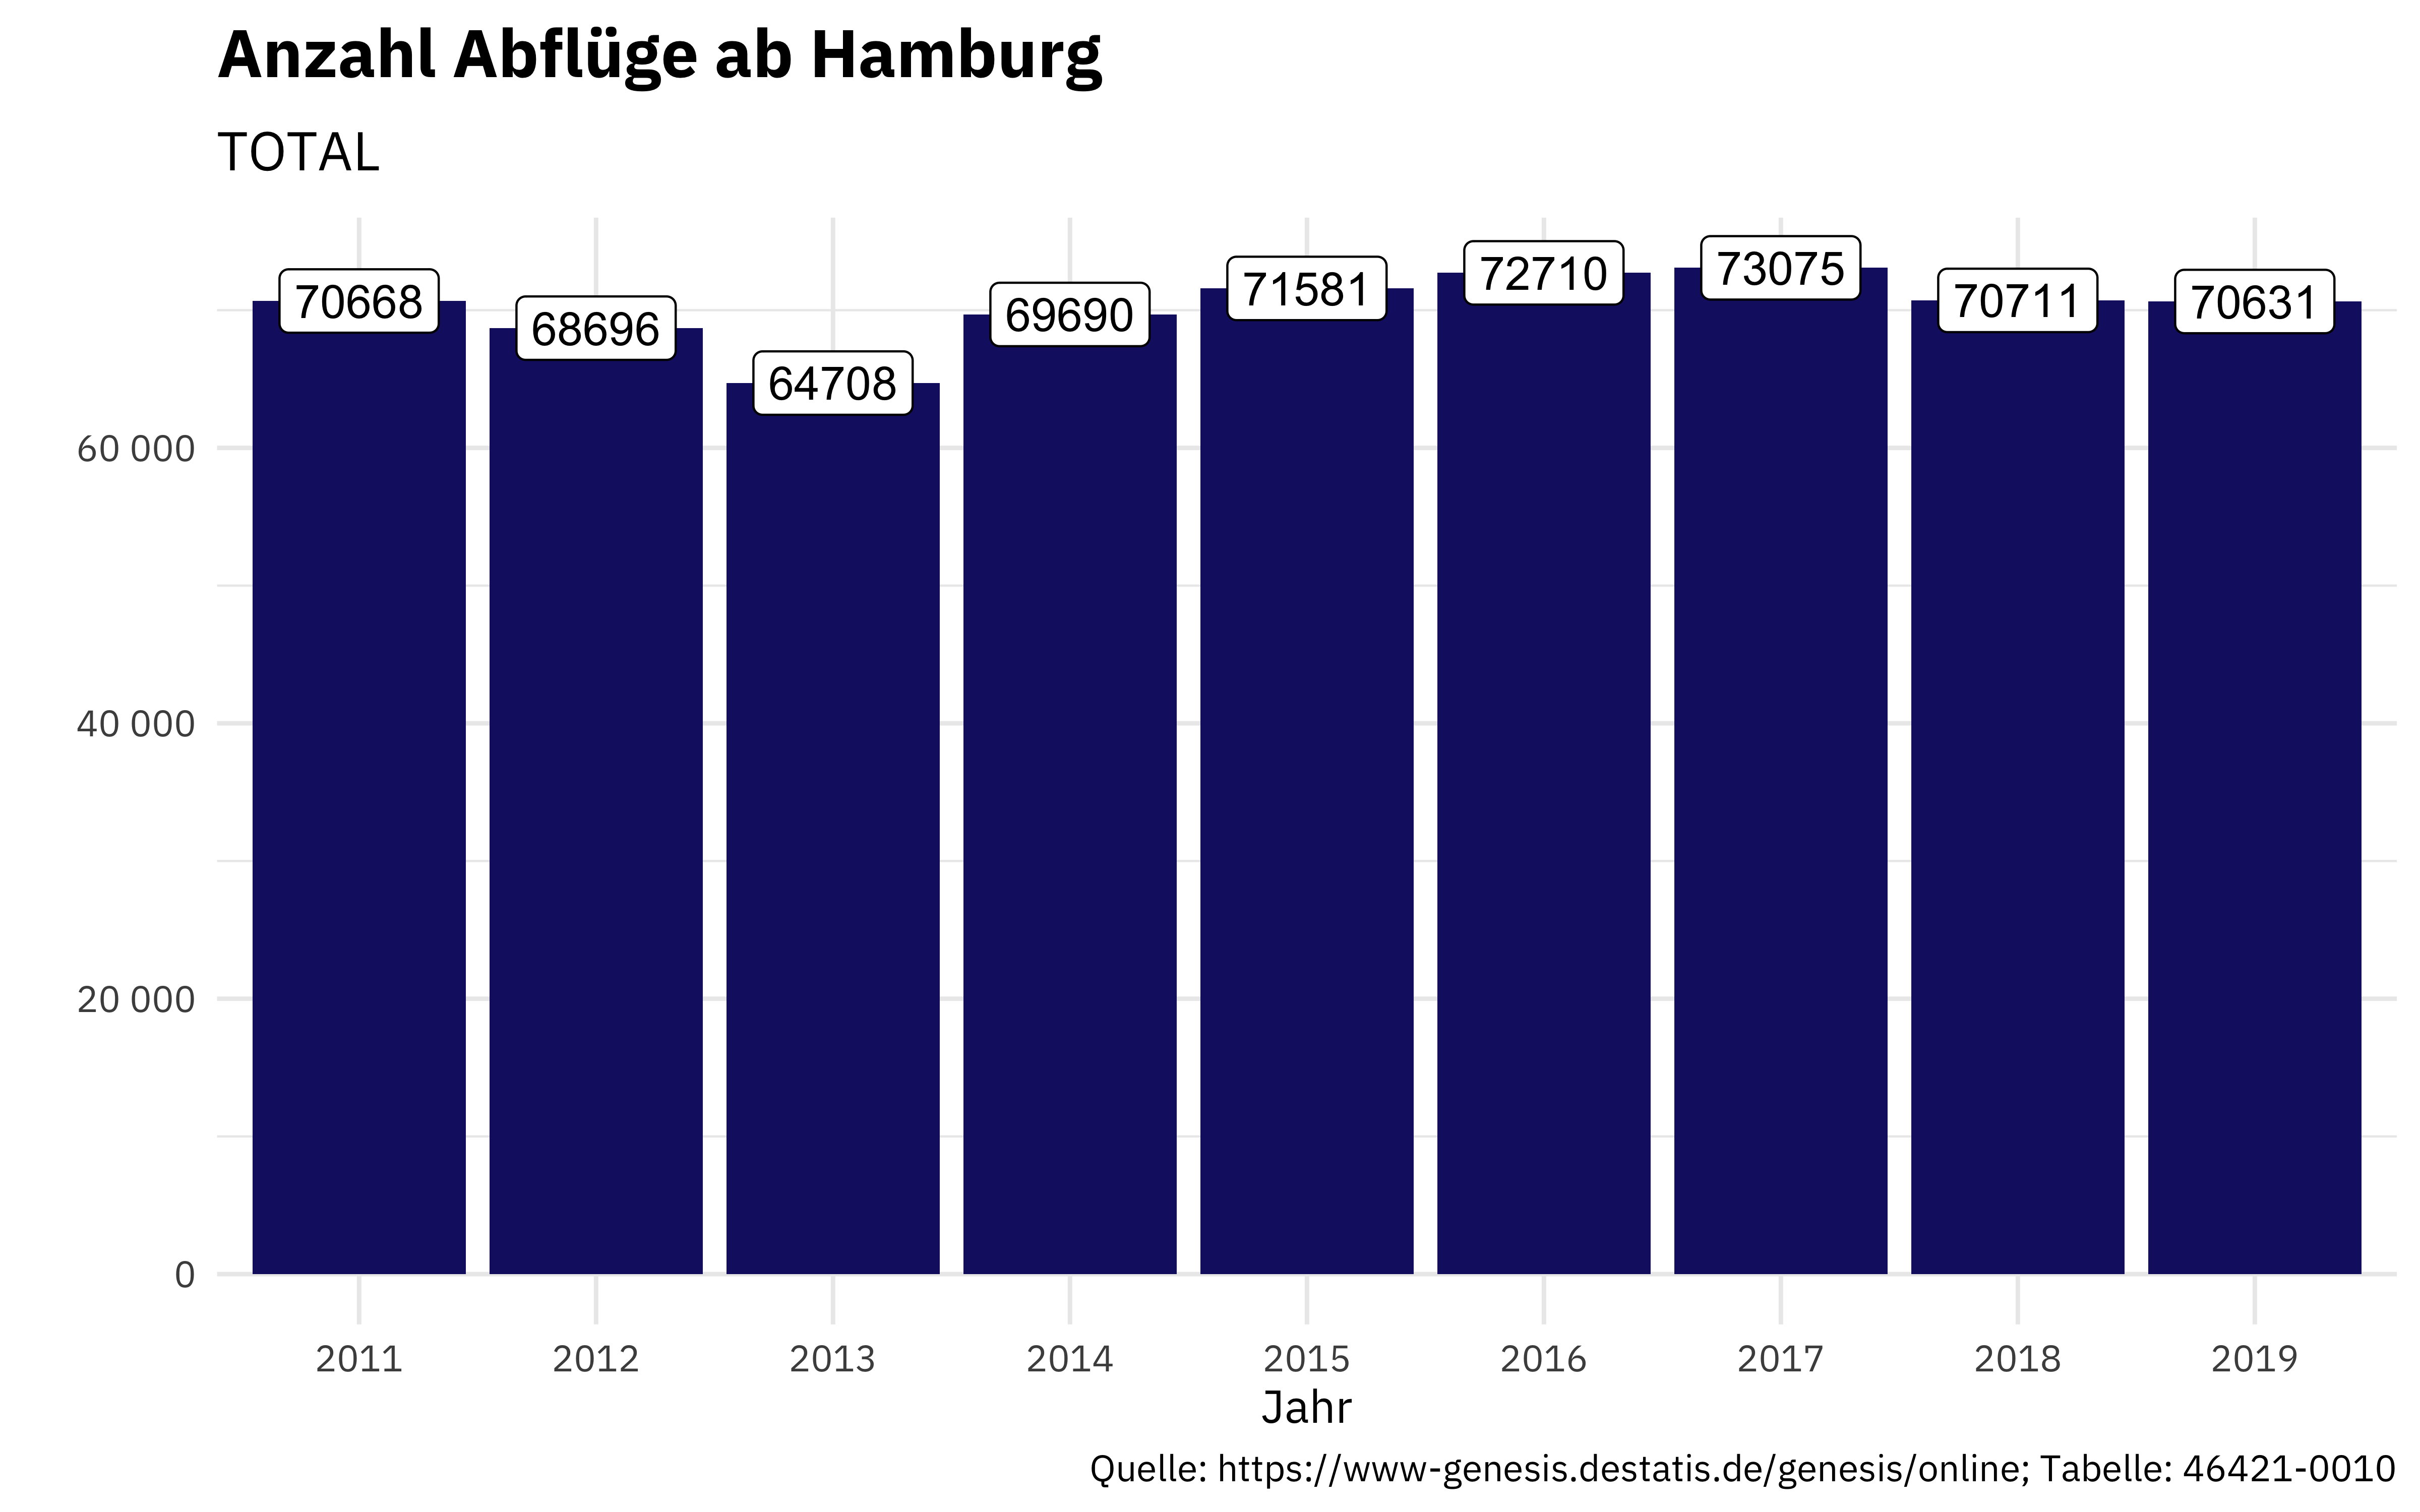 Anzahl Abflüge ab Hamburg
TOTAL
70668 68696 64708 69690 71581 72710 73075 70711 70631
60 000
40 000
20 000
0
2011 2012 2013 2014 2015 2016 2017 2018 2019
Jahr
Quelle: https://www-genesis.destatis.de/genesis/online; Tabelle: 46421-0010